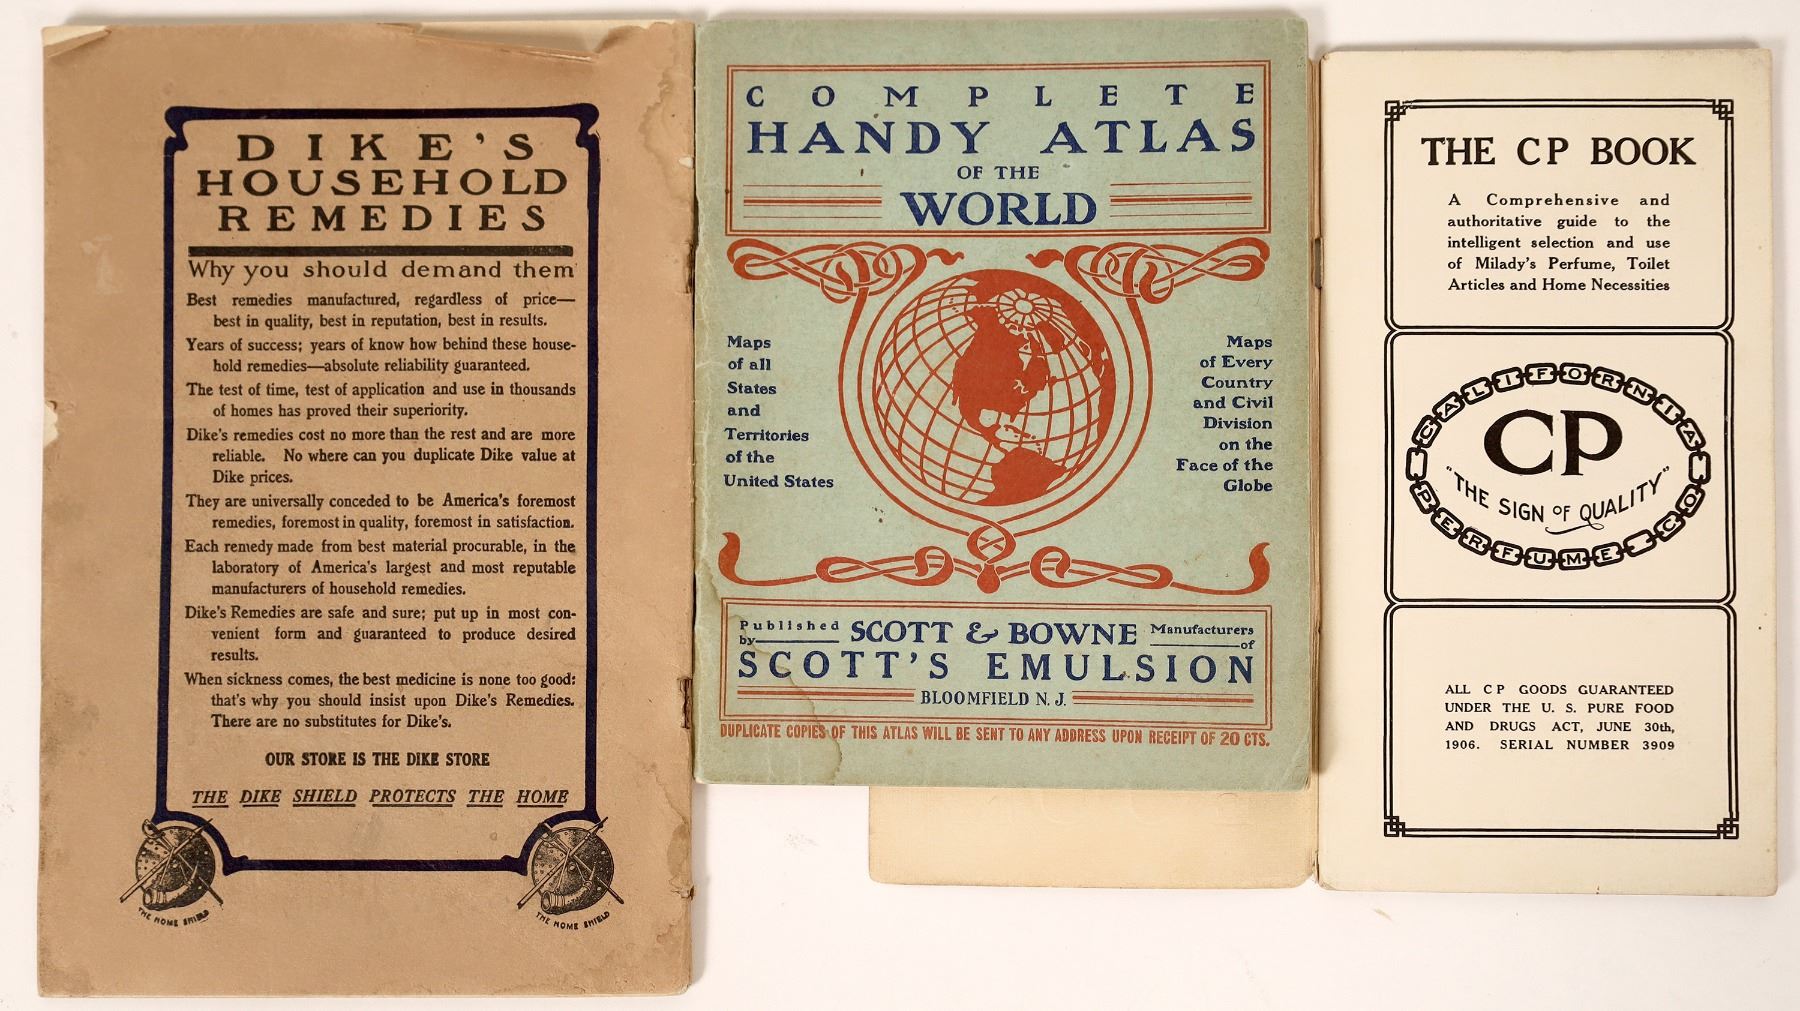 DIKE'S
HOUSEHOLD
REMEDIES
Why you should demand them
Best remedies manufactured, regardless of price—
best in quality, best in reputation, best in results.
Years of success; years of know how behind these house-
hold remedies—absolute reliability guaranteed.
The test of time, test of application and use in thousands
of homes has proved their superiority.
Dike's remedies cost no more than the rest and are more
reliable. No where can you duplicate Dike value at
Dike prices.
They are universally conceded to be America's foremost
remedies, foremost in quality, foremost in satisfaction.
Each remedy made from best material procurable, in the
laboratory of America's largest and most reputable
manufacturers of household remedies.
Dike's Remedies are safe and sure; put up in most con-
venient form and guaranteed to produce desired
results.
When sickness comes, the best medicine is none too good:
that's why you should insist upon Dike's Remedies.
There are no substitutes for Dike's.
OUR STORE IS THE DIKE STORE
THE DIKE SHIELD PROTECTS THE HOME
THE HOME SHIELD
THE HOME SHIELD
COMPLETE
HANDY ATLAS
OF THE
WORLD
Maps
of all
States
and
Territories
of the
United States
Maps
of Every
Country
and Civil
Division
on the
Face of the
Globe
Published
by
SCOTT & BOWNE
Manufacturers
of
SCOTT'S EMULSION
BLOOMFIELD N. J.
DUPLICATE COPIES OF THIS ATLAS WILL BE SENT TO ANY ADDRESS UPON RECEIPT OF 20 CTS.
THE CP BOOK
A Comprehensive and
authoritative guide to the
intelligent selection and use
of Milady's Perfume, Toilet
Articles and Home Necessities
CALIFORNIA
CP
"THE SIGN OF QUALITY"
PERFUME CO
ALL CP GOODS GUARANTEED
UNDER THE U. S. PURE FOOD
AND DRUGS ACT, JUNE 30th,
1906. SERIAL NUMBER 3909